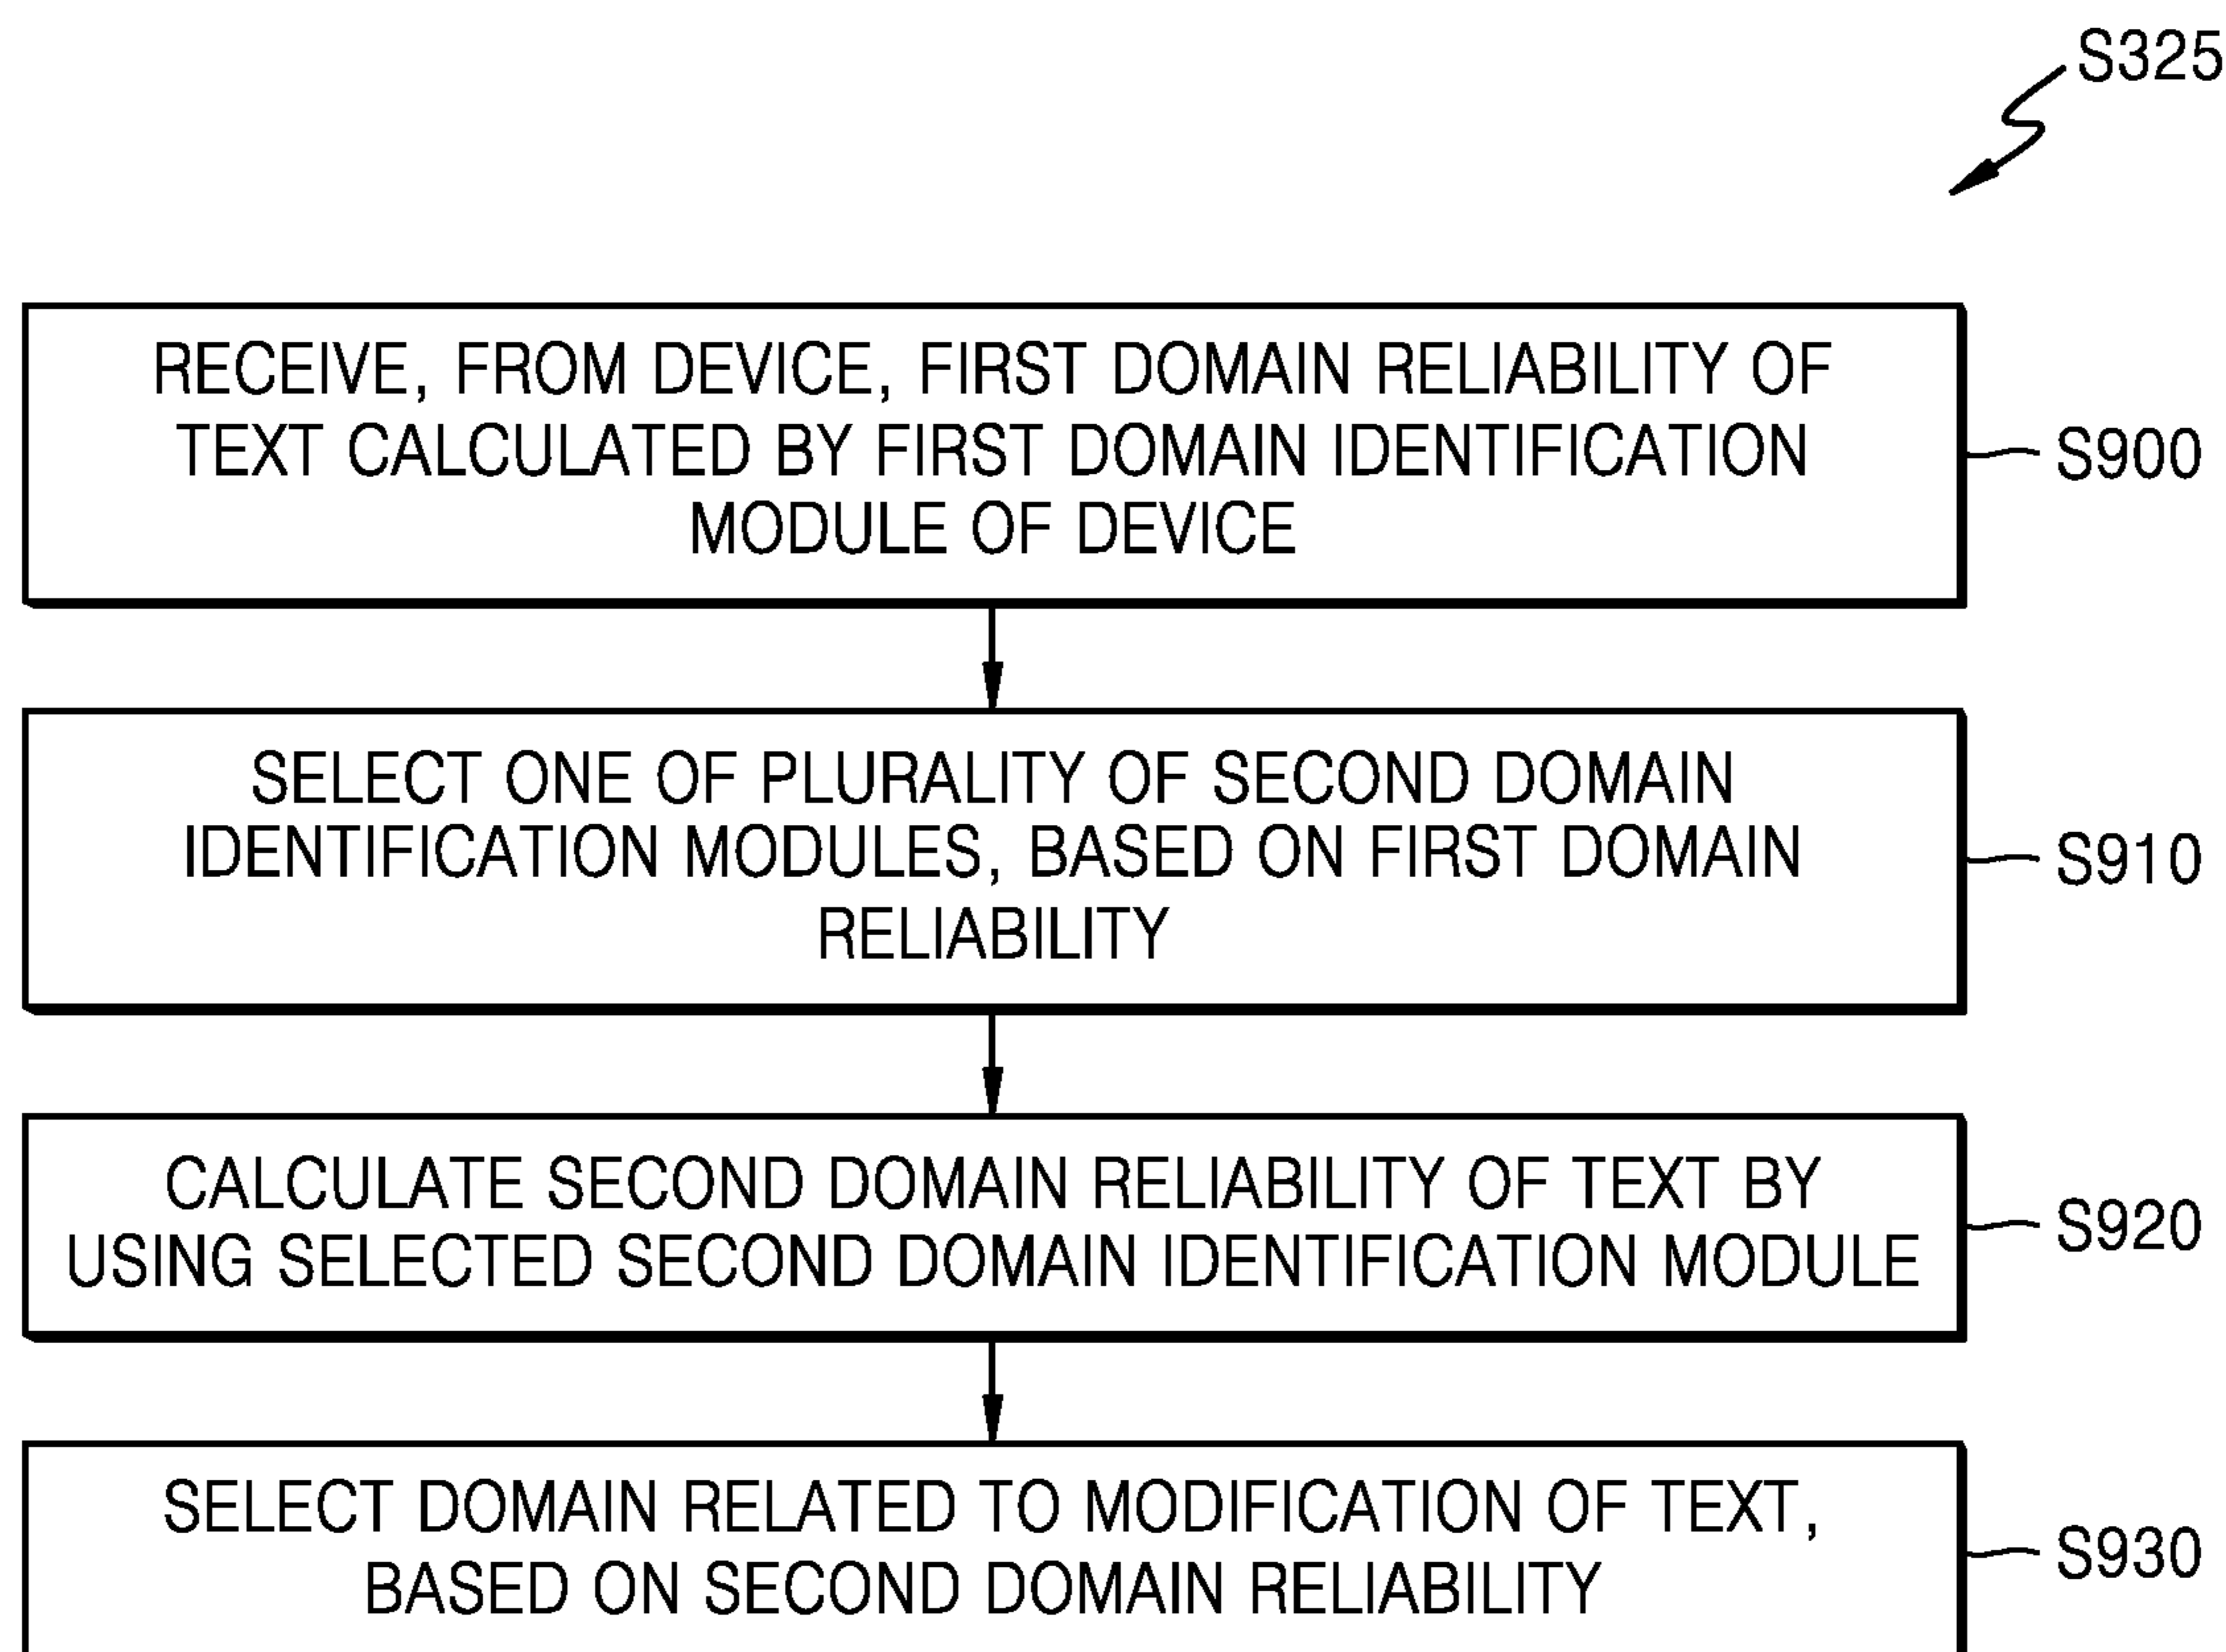 S325
RECEIVE, FROM DEVICE, FIRST DOMAIN RELIABILITY OF
TEXT CALCULATED BY FIRST DOMAIN IDENTIFICATION
MODULE OF DEVICE
S900
SELECT ONE OF PLURALITY OF SECOND DOMAIN
IDENTIFICATION MODULES, BASED ON FIRST DOMAIN
RELIABILITY
S910
CALCULATE SECOND DOMAIN RELIABILITY OF TEXT BY
USING SELECTED SECOND DOMAIN IDENTIFICATION MODULE
S920
SELECT DOMAIN RELATED TO MODIFICATION OF TEXT,
BASED ON SECOND DOMAIN RELIABILITY
S930